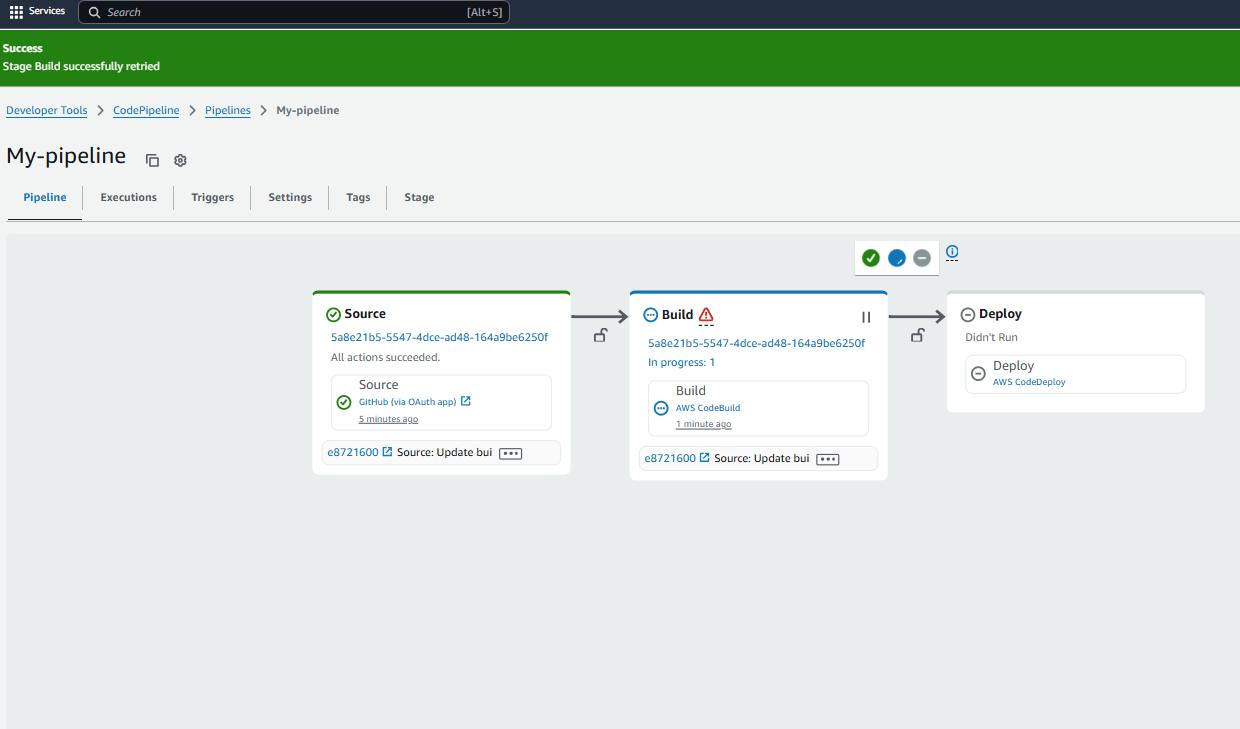 Services
Search
[Alt+S]
Success
Stage Build successfully retried
Developer Tools > CodePipeline > Pipelines > My-pipeline
My-pipeline
Pipeline
Executions
Triggers
Settings
Tags
Stage
Source
5a8e21b5-5547-4dce-ad48-164a9be6250f
All actions succeeded.
Source
GitHub (via OAuth app)
5 minutes ago
e8721600 Source: Update bui
Build
5a8e21b5-5547-4dce-ad48-164a9be6250f
In progress: 1
Build
AWS CodeBuild
1 minute ago
e8721600 Source: Update bui
Deploy
Didn't Run
Deploy
AWS CodeDeploy